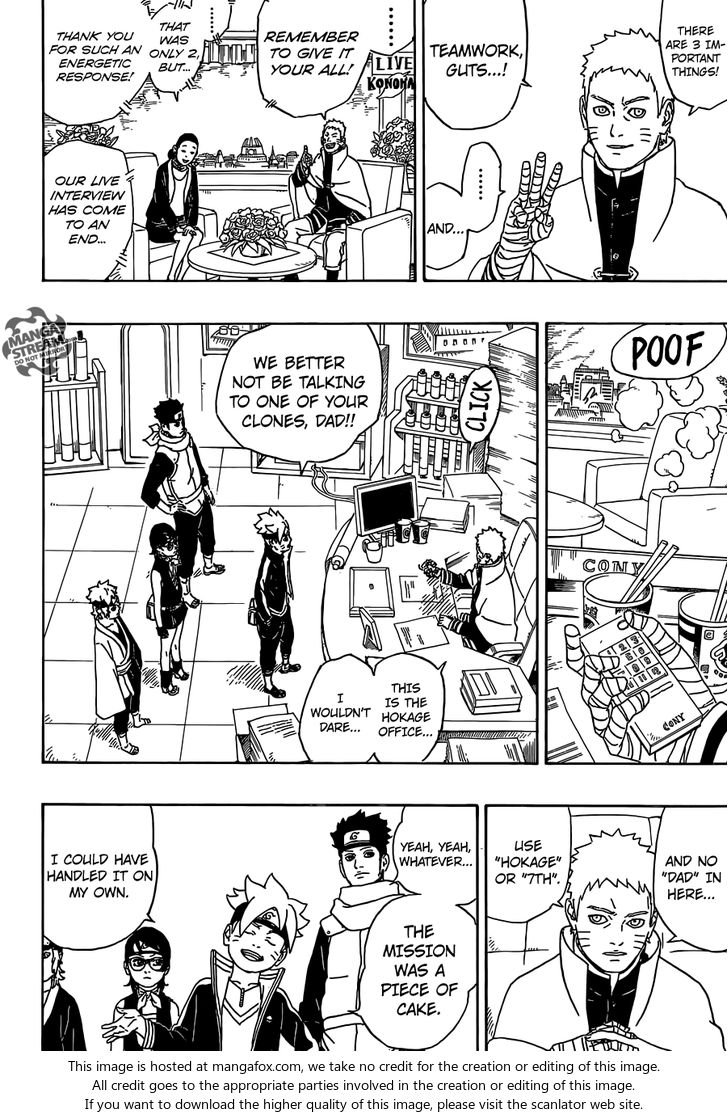 THERE
ARE 3 IM-
PORTANT
THINGS!
TEAMWORK,
GUTS...!
......
AND...
LIVE
KONOHA
REMEMBER
TO GIVE IT
YOUR ALL!
......
THAT
WAS
ONLY 2,
BUT...
THANK YOU
FOR SUCH AN
ENERGETIC
RESPONSE!
OUR LIVE
INTERVIEW
HAS COME
TO AN
END...
MANGA
STREAM
DO NOT MIRROR
POOF
CONY
CONY
CLICK
WE BETTER
NOT BE TALKING
TO ONE OF YOUR
CLONES, DAD!!
THIS
IS THE
HOKAGE
OFFICE...
I
WOULDN'T
DARE...
AND NO
"DAD" IN
HERE...
USE
"HOKAGE"
OR "7TH".
YEAH, YEAH,
WHATEVER...
THE
MISSION
WAS A
PIECE OF
CAKE.
I COULD HAVE
HANDLED IT ON
MY OWN.
This image is hosted at mangafox.com, we take no credit for the creation or editing of this image.
All credit goes to the appropriate parties involved in the creation or editing of this image.
If you want to download the higher quality of this image, please visit the scanlator web site.